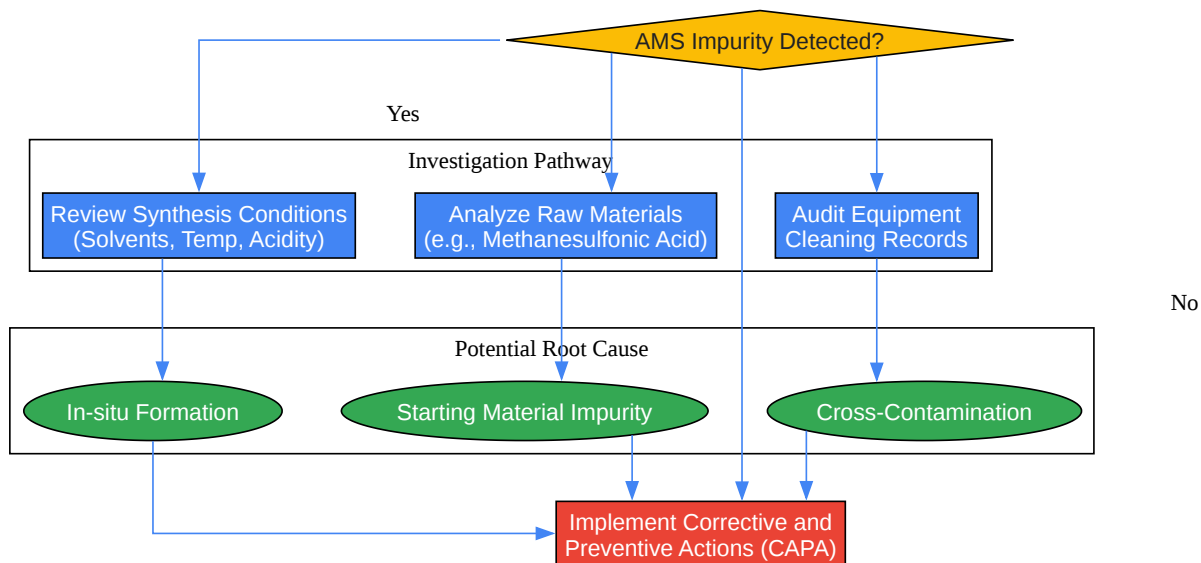 AMS Impurity Detected?
Yes
Investigation Pathway
Review Synthesis Conditions
(Solvents, Temp, Acidity)
Analyze Raw Materials
(e.g., Methanesulfonic Acid)
Audit Equipment
Cleaning Records
No
Potential Root Cause
In-situ Formation
Starting Material Impurity
Cross-Contamination
Implement Corrective and
Preventive Actions (CAPA)